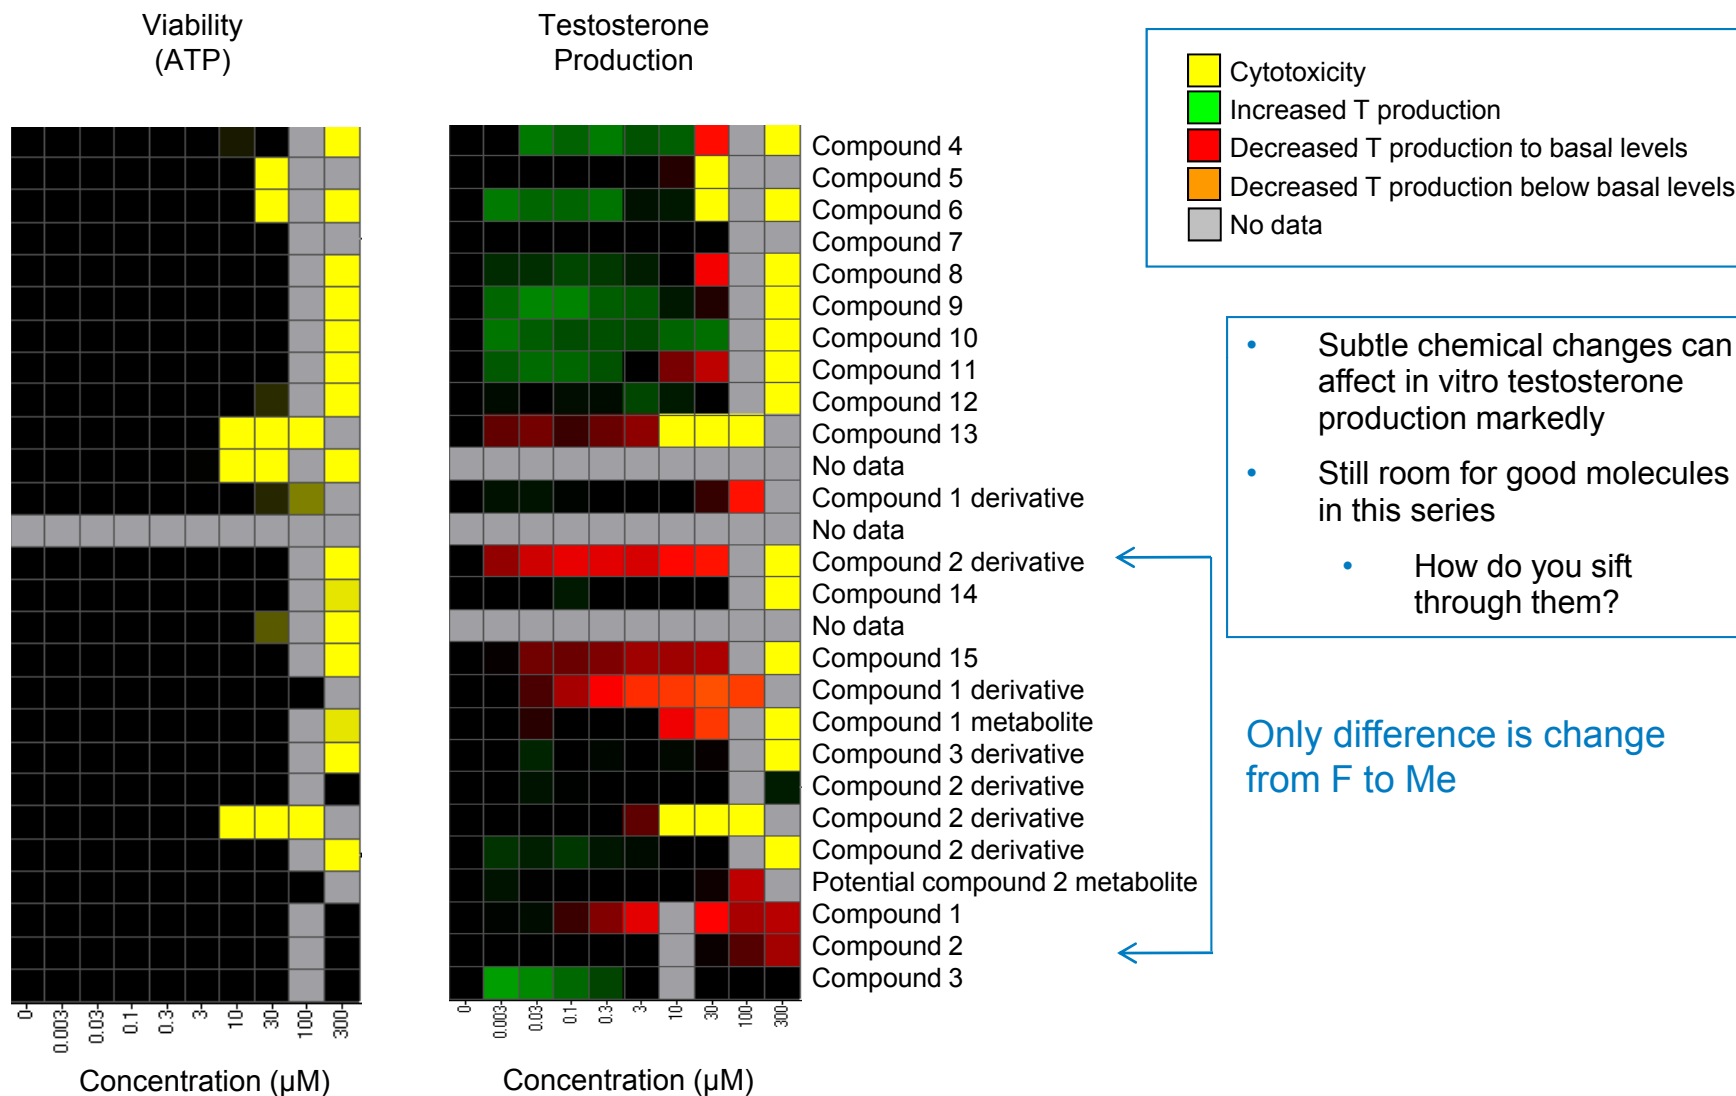 Viability
(ATP)
Testosterone
Production
Cytotoxicity
Increased T production
Decreased T production to basal levels
Decreased T production below basal levels
No data
Compound 4
Compound 5
Compound 6
Compound 7
Compound 8
Compound 9
Compound 10
Compound 11
Compound 12
Compound 13
No data
Compound 1 derivative
No data
Compound 2 derivative
Compound 14
No data
Compound 15
Compound 1 derivative
Compound 1 metabolite
Compound 3 derivative
Compound 2 derivative
Compound 2 derivative
Compound 2 derivative
Potential compound 2 metabolite
Compound 1
Compound 2
Compound 3
• Subtle chemical changes can
affect in vitro testosterone
production markedly
• Still room for good molecules
in this series
• How do you sift
through them?
Only difference is change
from F to Me
0 0.003 0.03 0.1 0.3 3 10 30 100 300
Concentration (µM)
0 0.003 0.03 0.1 0.3 3 10 30 100 300
Concentration (µM)